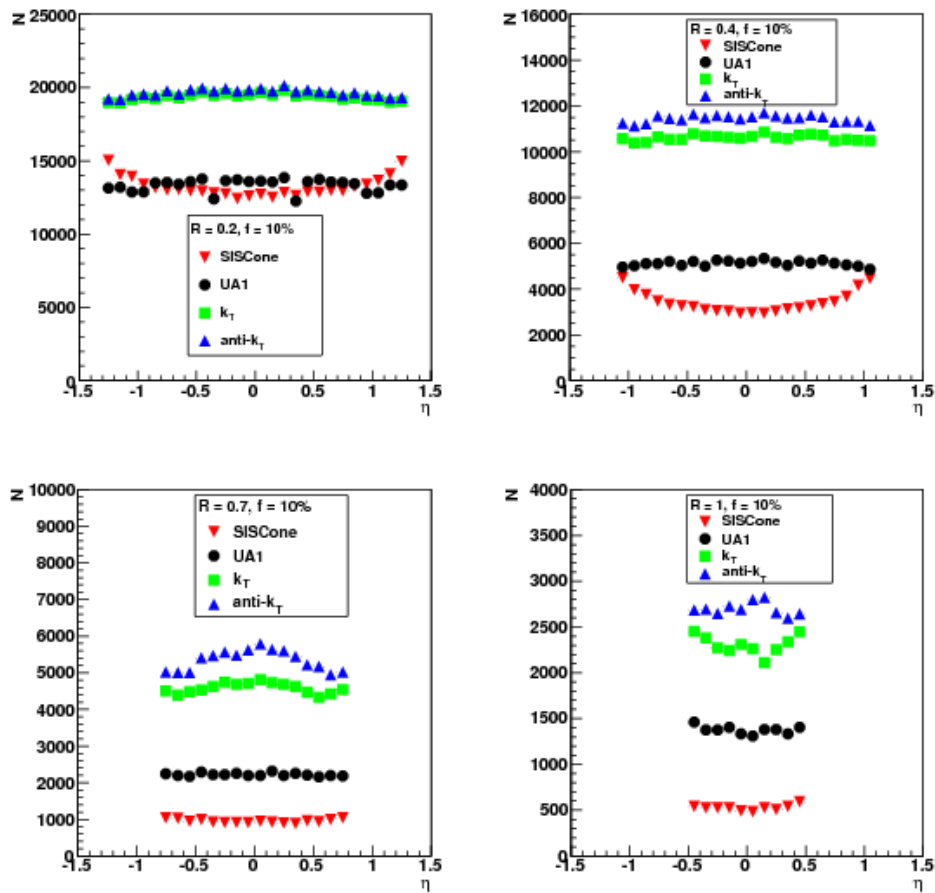 N
25000
20000
15000
10000
5000
0
R = 0.2, f = 10%
SISCone
UA1
k_T
anti-k_T
-1.5 -1 -0.5 0 0.5 1 1.5
η
N
16000
14000
12000
10000
8000
6000
4000
2000
0
R = 0.4, f = 10%
SISCone
UA1
k_T
anti-k_T
-1.5 -1 -0.5 0 0.5 1 1.5
η
N
10000
9000
8000
7000
6000
5000
4000
3000
2000
1000
0
R = 0.7, f = 10%
SISCone
UA1
k_T
anti-k_T
-1.5 -1 -0.5 0 0.5 1 1.5
η
N
4000
3500
3000
2500
2000
1500
1000
500
0
R = 1, f = 10%
SISCone
UA1
k_T
anti-k_T
-1.5 -1 -0.5 0 0.5 1 1.5
η